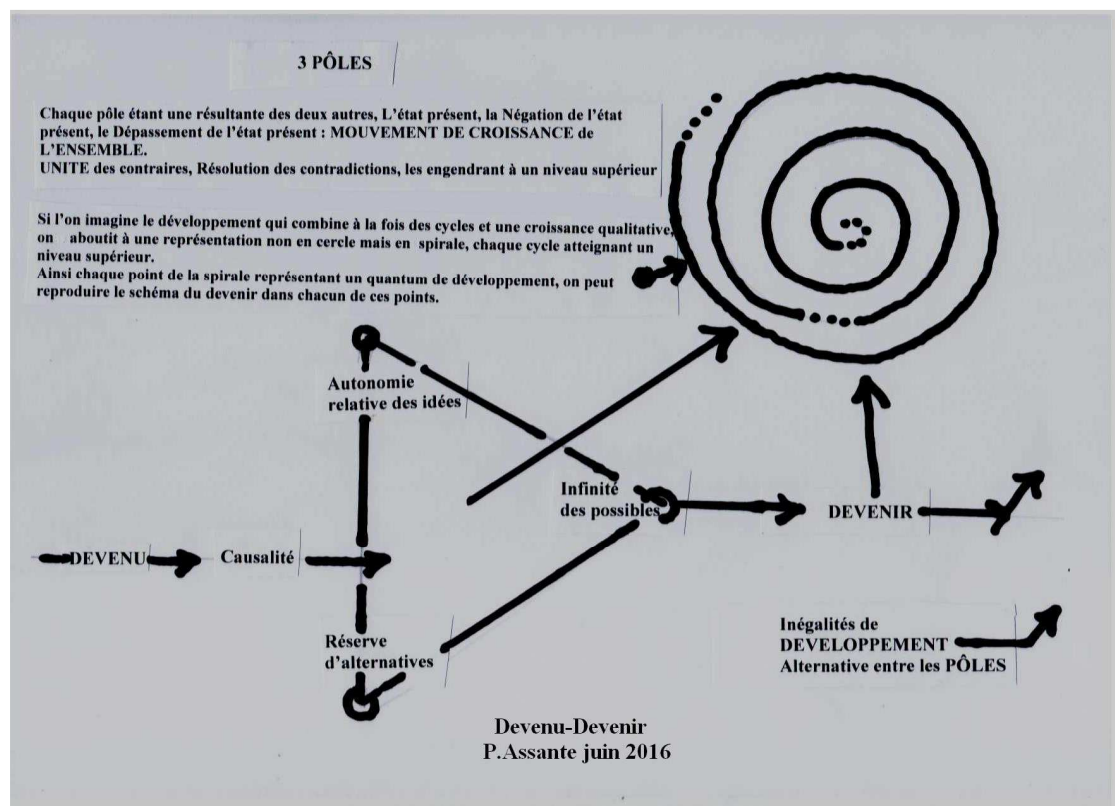 3 PÔLES
Chaque pôle étant une résultante des deux autres, L'état présent, la Négation de l'état
présent, le Dépassement de l'état présent : MOUVEMENT DE CROISSANCE de
L'ENSEMBLE.
UNITE des contraires, Résolution des contradictions, les engendrant à un niveau supérieur
Si l'on imagine le développement qui combine à la fois des cycles et une croissance qualitative,
on aboutit à une représentation non en cercle mais en spirale, chaque cycle atteignant un
niveau supérieur.
Ainsi chaque point de la spirale représentant un quantum de développement, on peut
reproduire le schéma du devenir dans chacun de ces points.
Autonomie
relative des idées
Infinité
des possibles
DEVENIR
DEVENU
Causalité
Réserve
d'alternatives
Inégalités de
DEVELOPPEMENT
Alternative entre les PÔLES
Devenu-Devenir
P.Assante juin 2016